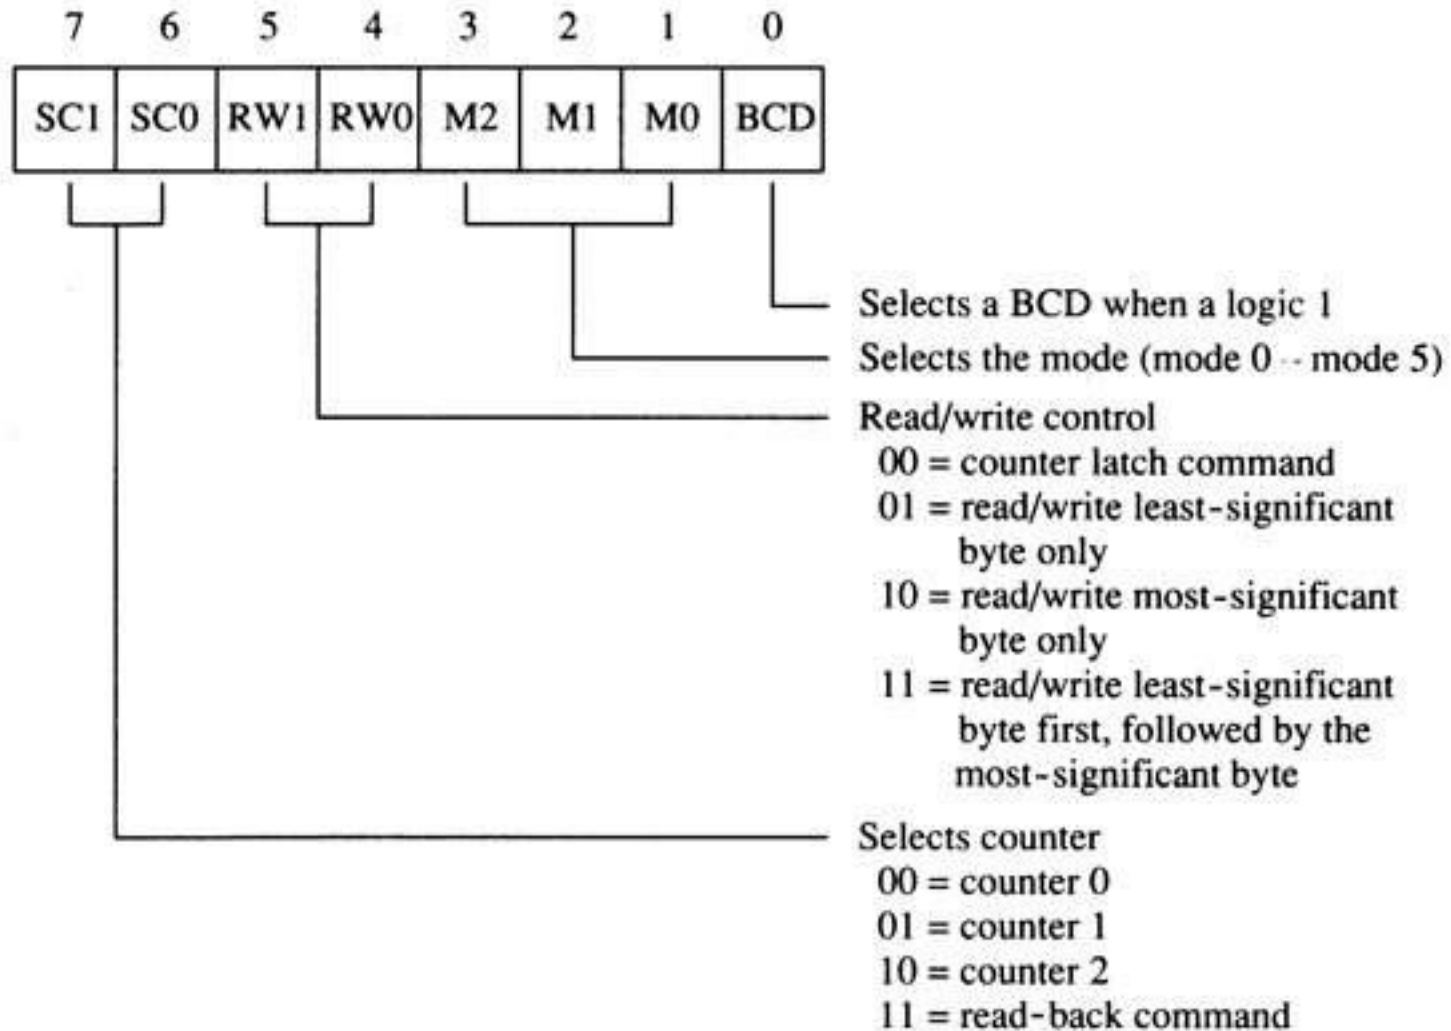 7 6 5 4 3 2 1 0
SC1 SC0 RW1 RW0 M2 M1 M0 BCD
Selects a BCD when a logic 1
Selects the mode (mode 0 - mode 5)
Read/write control
00 = counter latch command
01 = read/write least-significant
byte only
10 = read/write most-significant
byte only
11 = read/write least-significant
byte first, followed by the
most-significant byte
Selects counter
00 = counter 0
01 = counter 1
10 = counter 2
11 = read-back command